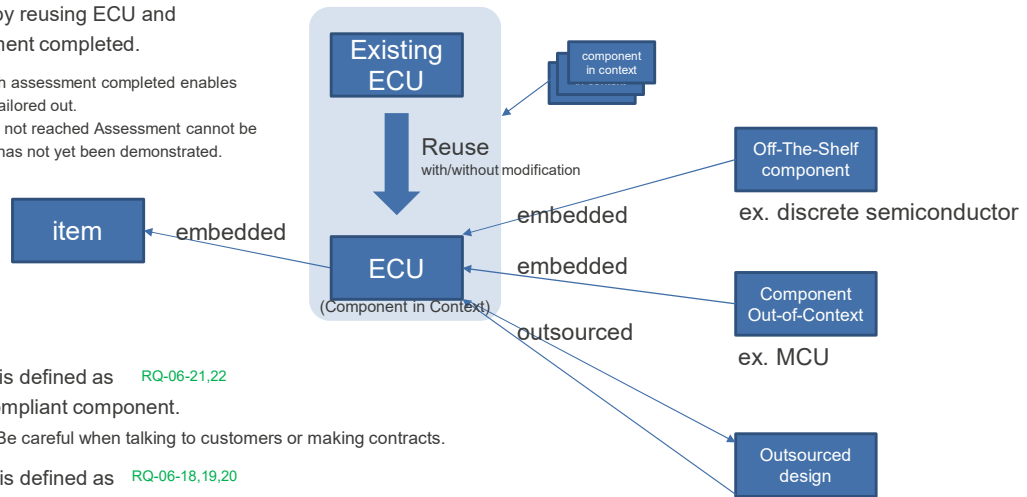 by reusing ECU and
ment completed.
h assessment completed enables
ailored out.
not reached Assessment cannot be
has not yet been demonstrated.
Existing
ECU
component
in context
Reuse
with/without modification
Off-The-Shelf
component
ex. discrete semiconductor
item
embedded
embedded
ECU
(Component in Context)
embedded
Component
Out-of-Context
ex. MCU
outsourced
is defined as RQ-06-21,22
ompliant component.
Be careful when talking to customers or making contracts.
is defined as RQ-06-18,19,20
Outsourced
design